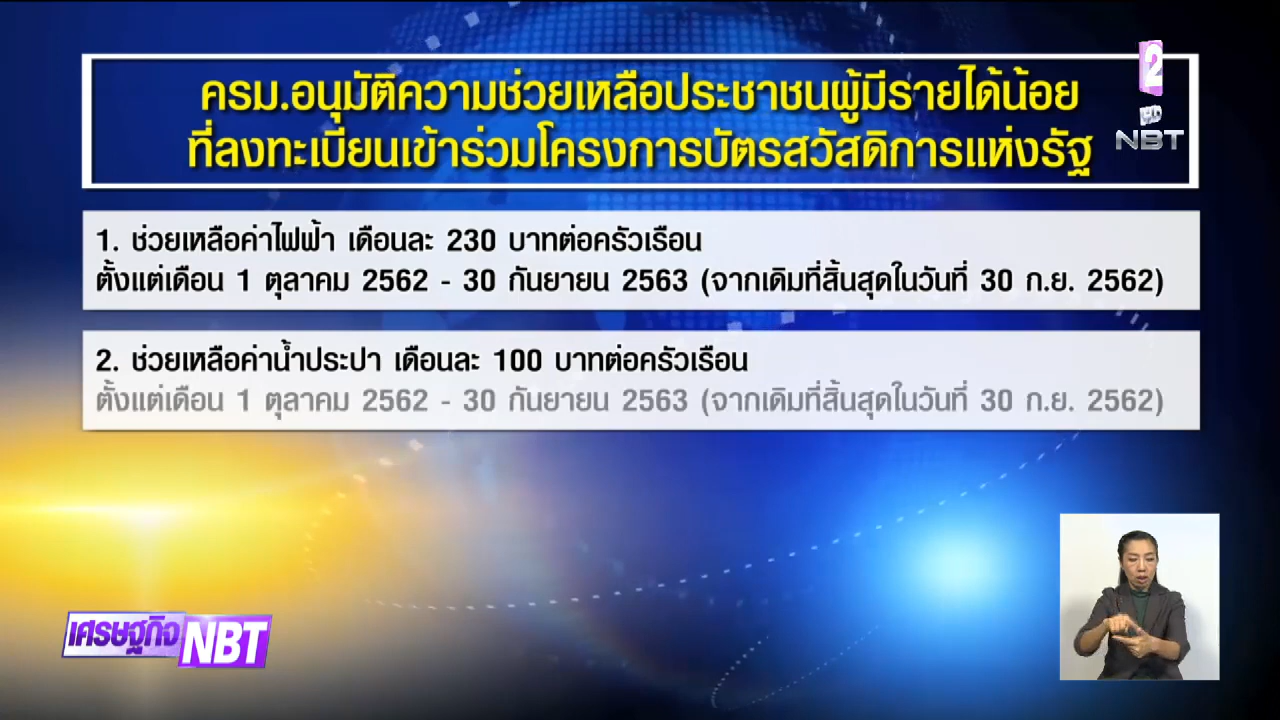 ครม.อนุมัติความช่วยเหลือประชาชนผู้มีรายได้น้อย
ที่ลงทะเบียนเข้าร่วมโครงการบัตรสวัสดิการแห่งรัฐ
2
HD
NBT
1. ช่วยเหลือค่าไฟฟ้า เดือนละ 230 บาทต่อครัวเรือน
ตั้งแต่เดือน 1 ตุลาคม 2562 - 30 กันยายน 2563 (จากเดิมที่สิ้นสุดในวันที่ 30 ก.ย. 2562)
2. ช่วยเหลือค่าน้ำประปา เดือนละ 100 บาทต่อครัวเรือน
ตั้งแต่เดือน 1 ตุลาคม 2562 - 30 กันยายน 2563 (จากเดิมที่สิ้นสุดในวันที่ 30 ก.ย. 2562)
เศรษฐกิจ NBT